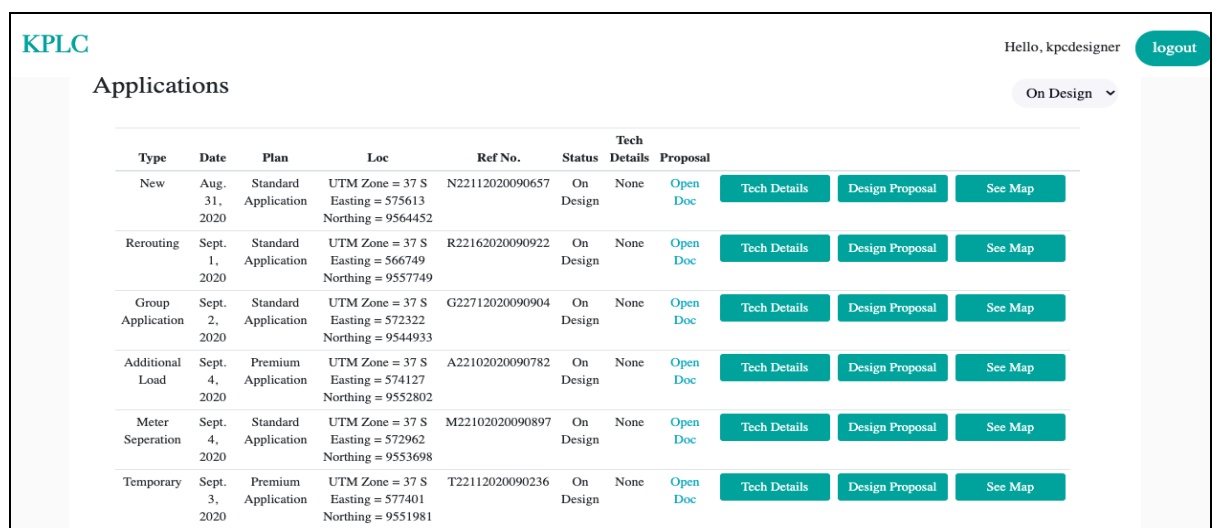 KPLC
Hello, kpcdesigner
logout
Applications
On Design
Tech
Type Date Plan Loc Ref No. Status Details Proposal
New Aug. Standard UTM Zone = 37 S N22112020090657 On None Open Tech Details Design Proposal See Map
31, Application Easting = 575613 Design Doc
2020 Northing = 9564452
Rerouting Sept. Standard UTM Zone = 37 S R22162020090922 On None Open Tech Details Design Proposal See Map
1, Application Easting = 566749 Design Doc
2020 Northing = 9557749
Group Sept. Standard UTM Zone = 37 S G22712020090904 On None Open Tech Details Design Proposal See Map
Application 2, Application Easting = 572322 Design Doc
2020 Northing = 9544933
Additional Sept. Premium UTM Zone = 37 S A22102020090782 On None Open Tech Details Design Proposal See Map
Load 4, Application Easting = 574127 Design Doc
2020 Northing = 9552802
Meter Sept. Standard UTM Zone = 37 S M22102020090897 On None Open Tech Details Design Proposal See Map
Seperation 4, Application Easting = 572962 Design Doc
2020 Northing = 9553698
Temporary Sept. Premium UTM Zone = 37 S T22112020090236 On None Open Tech Details Design Proposal See Map
3, Application Easting = 577401 Design Doc
2020 Northing = 9551981